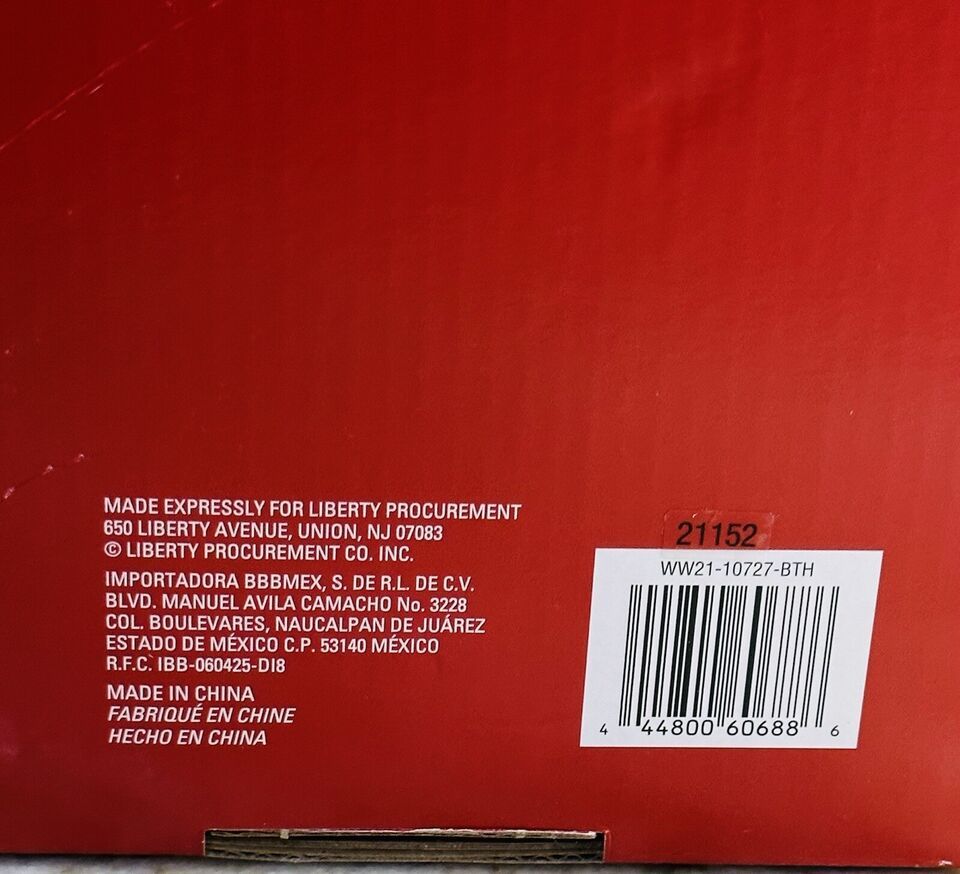 MADE EXPRESSLY FOR LIBERTY PROCUREMENT
650 LIBERTY AVENUE, UNION, NJ 07083
© LIBERTY PROCUREMENT CO. INC.
IMPORTADORA BBBMEX, S. DE R.L. DE C.V.
BLVD. MANUEL AVILA CAMACHO No. 3228
COL. BOULEVARES, NAUCALPAN DE JUÁREZ
ESTADO DE MÉXICO C.P. 53140 MÉXICO
R.F.C. IBB-060425-DI8
MADE IN CHINA
FABRIQUÉ EN CHINE
HECHO EN CHINA
21152
WW21-10727-BTH
4 44800 60688 6